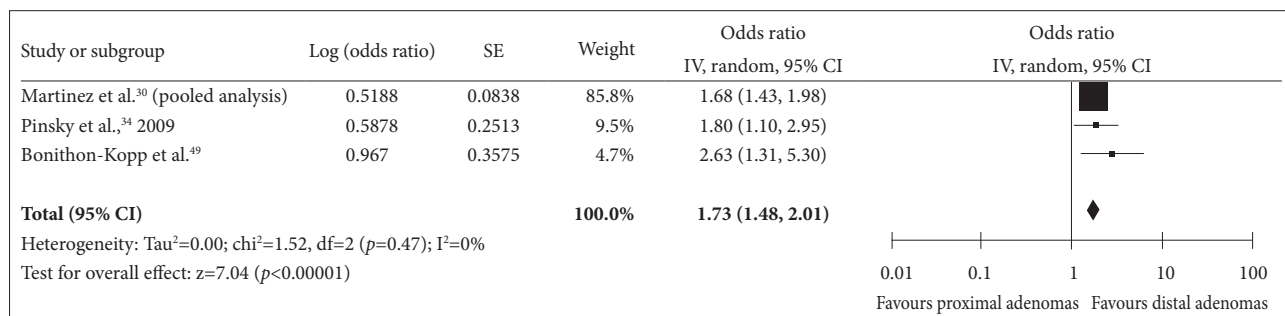 Study or subgroup Log (odds ratio) SE Weight Odds ratio IV, random, 95% CI Odds ratio IV, random, 95% CI
Martinez et al.³⁰ (pooled analysis) 0.5188 0.0838 85.8% 1.68 (1.43, 1.98)
Pinsky et al.,³⁴ 2009 0.5878 0.2513 9.5% 1.80 (1.10, 2.95)
Bonithon-Kopp et al.⁴⁹ 0.967 0.3575 4.7% 2.63 (1.31, 5.30)
Total (95% CI) 100.0% 1.73 (1.48, 2.01)
Heterogeneity: Tau²=0.00; chi²=1.52, df=2 (p=0.47); I²=0%
Test for overall effect: z=7.04 (p<0.00001)
0.01 0.1 1 10 100
Favours proximal adenomas Favours distal adenomas